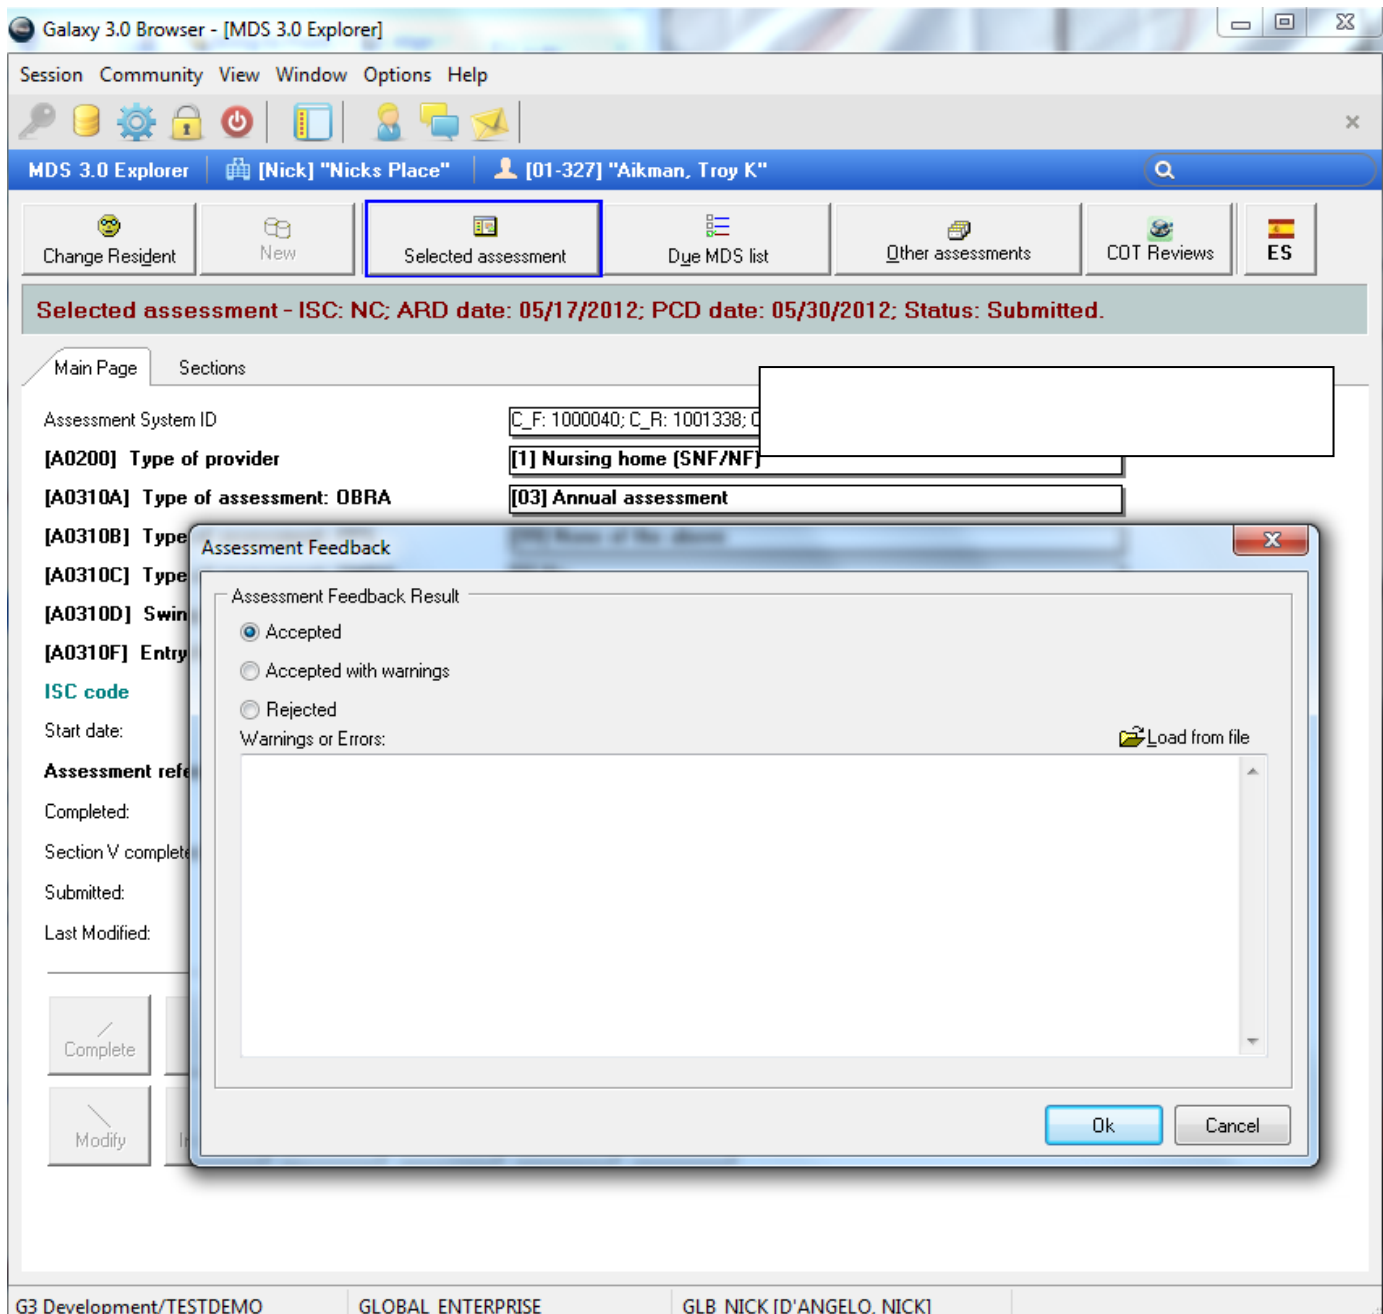 Galaxy 3.0 Browser - [MDS 3.0 Explorer]
Session Community View Window Options Help
MDS 3.0 Explorer [Nick] "Nicks Place" [01-327] "Aikman, Troy K"
Change Resident New Selected assessment Due MDS list Other assessments COT Reviews ES
Selected assessment - ISC: NC; ARD date: 05/17/2012; PCD date: 05/30/2012; Status: Submitted.
Main Page Sections
Assessment System ID C_F: 1000040; C_R: 1001338;
[A0200] Type of provider [1] Nursing home (SNF/NF)
[A0310A] Type of assessment: OBRA [03] Annual assessment
[A0310B] Type
Assessment Feedback
[A0310C] Type
Assessment Feedback Result
[A0310D] Swin
Accepted
[A0310F] Entry
Accepted with warnings
ISC code
Rejected
Start date:
Warnings or Errors: Load from file
Assessment refe
Completed:
Section V complete
Submitted:
Last Modified:
Complete
Ok Cancel
Modify
G3 Development/TESTDEMO GLOBAL ENTERPRISE GLB NICK [D'ANGELO, NICK]